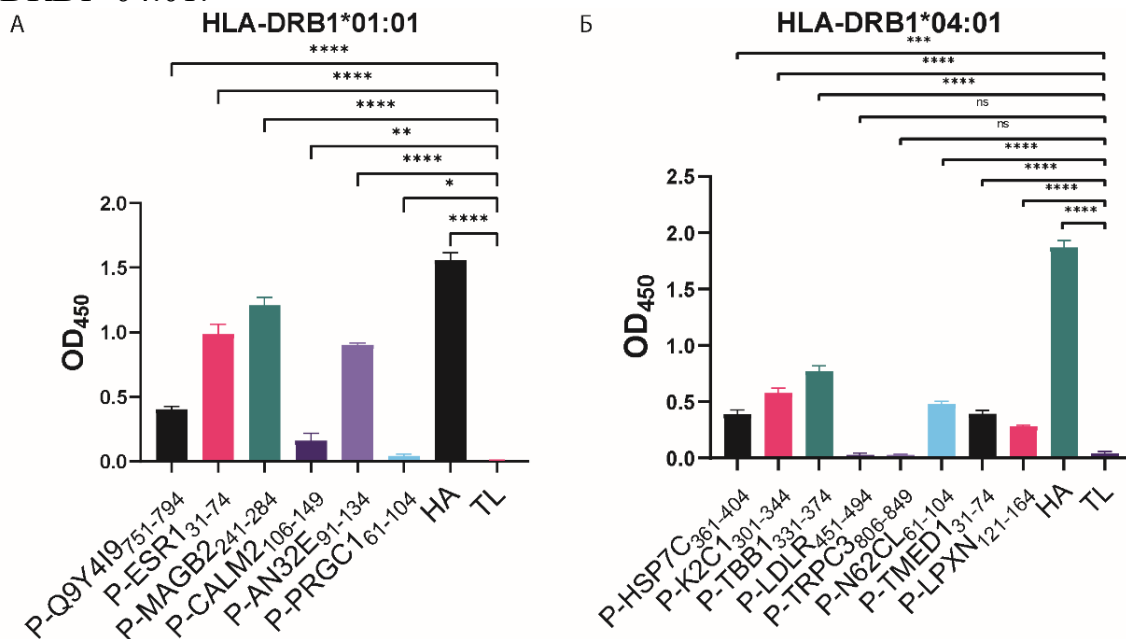 А
HLA-DRB1*01:01
****
****
****
**
****
*
****
2.0
1.5
1.0
0.5
0.0
OD450
P-Q9Y4I9751-794
P-ESR131-74
P-MAGB2241-284
P-CALM2106-149
P-AN32E91-134
P-PRGC161-104
HA
TL
Б
HLA-DRB1*04:01
***
****
****
ns
ns
****
****
****
****
2.5
2.0
1.5
1.0
0.5
0.0
OD450
P-HSP7C361-404
P-K2C1301-344
P-TBB1331-374
P-LDLR451-494
P-TRPC3806-849
P-N62CL61-104
P-TMED131-74
P-LPXN121-164
HA
TL